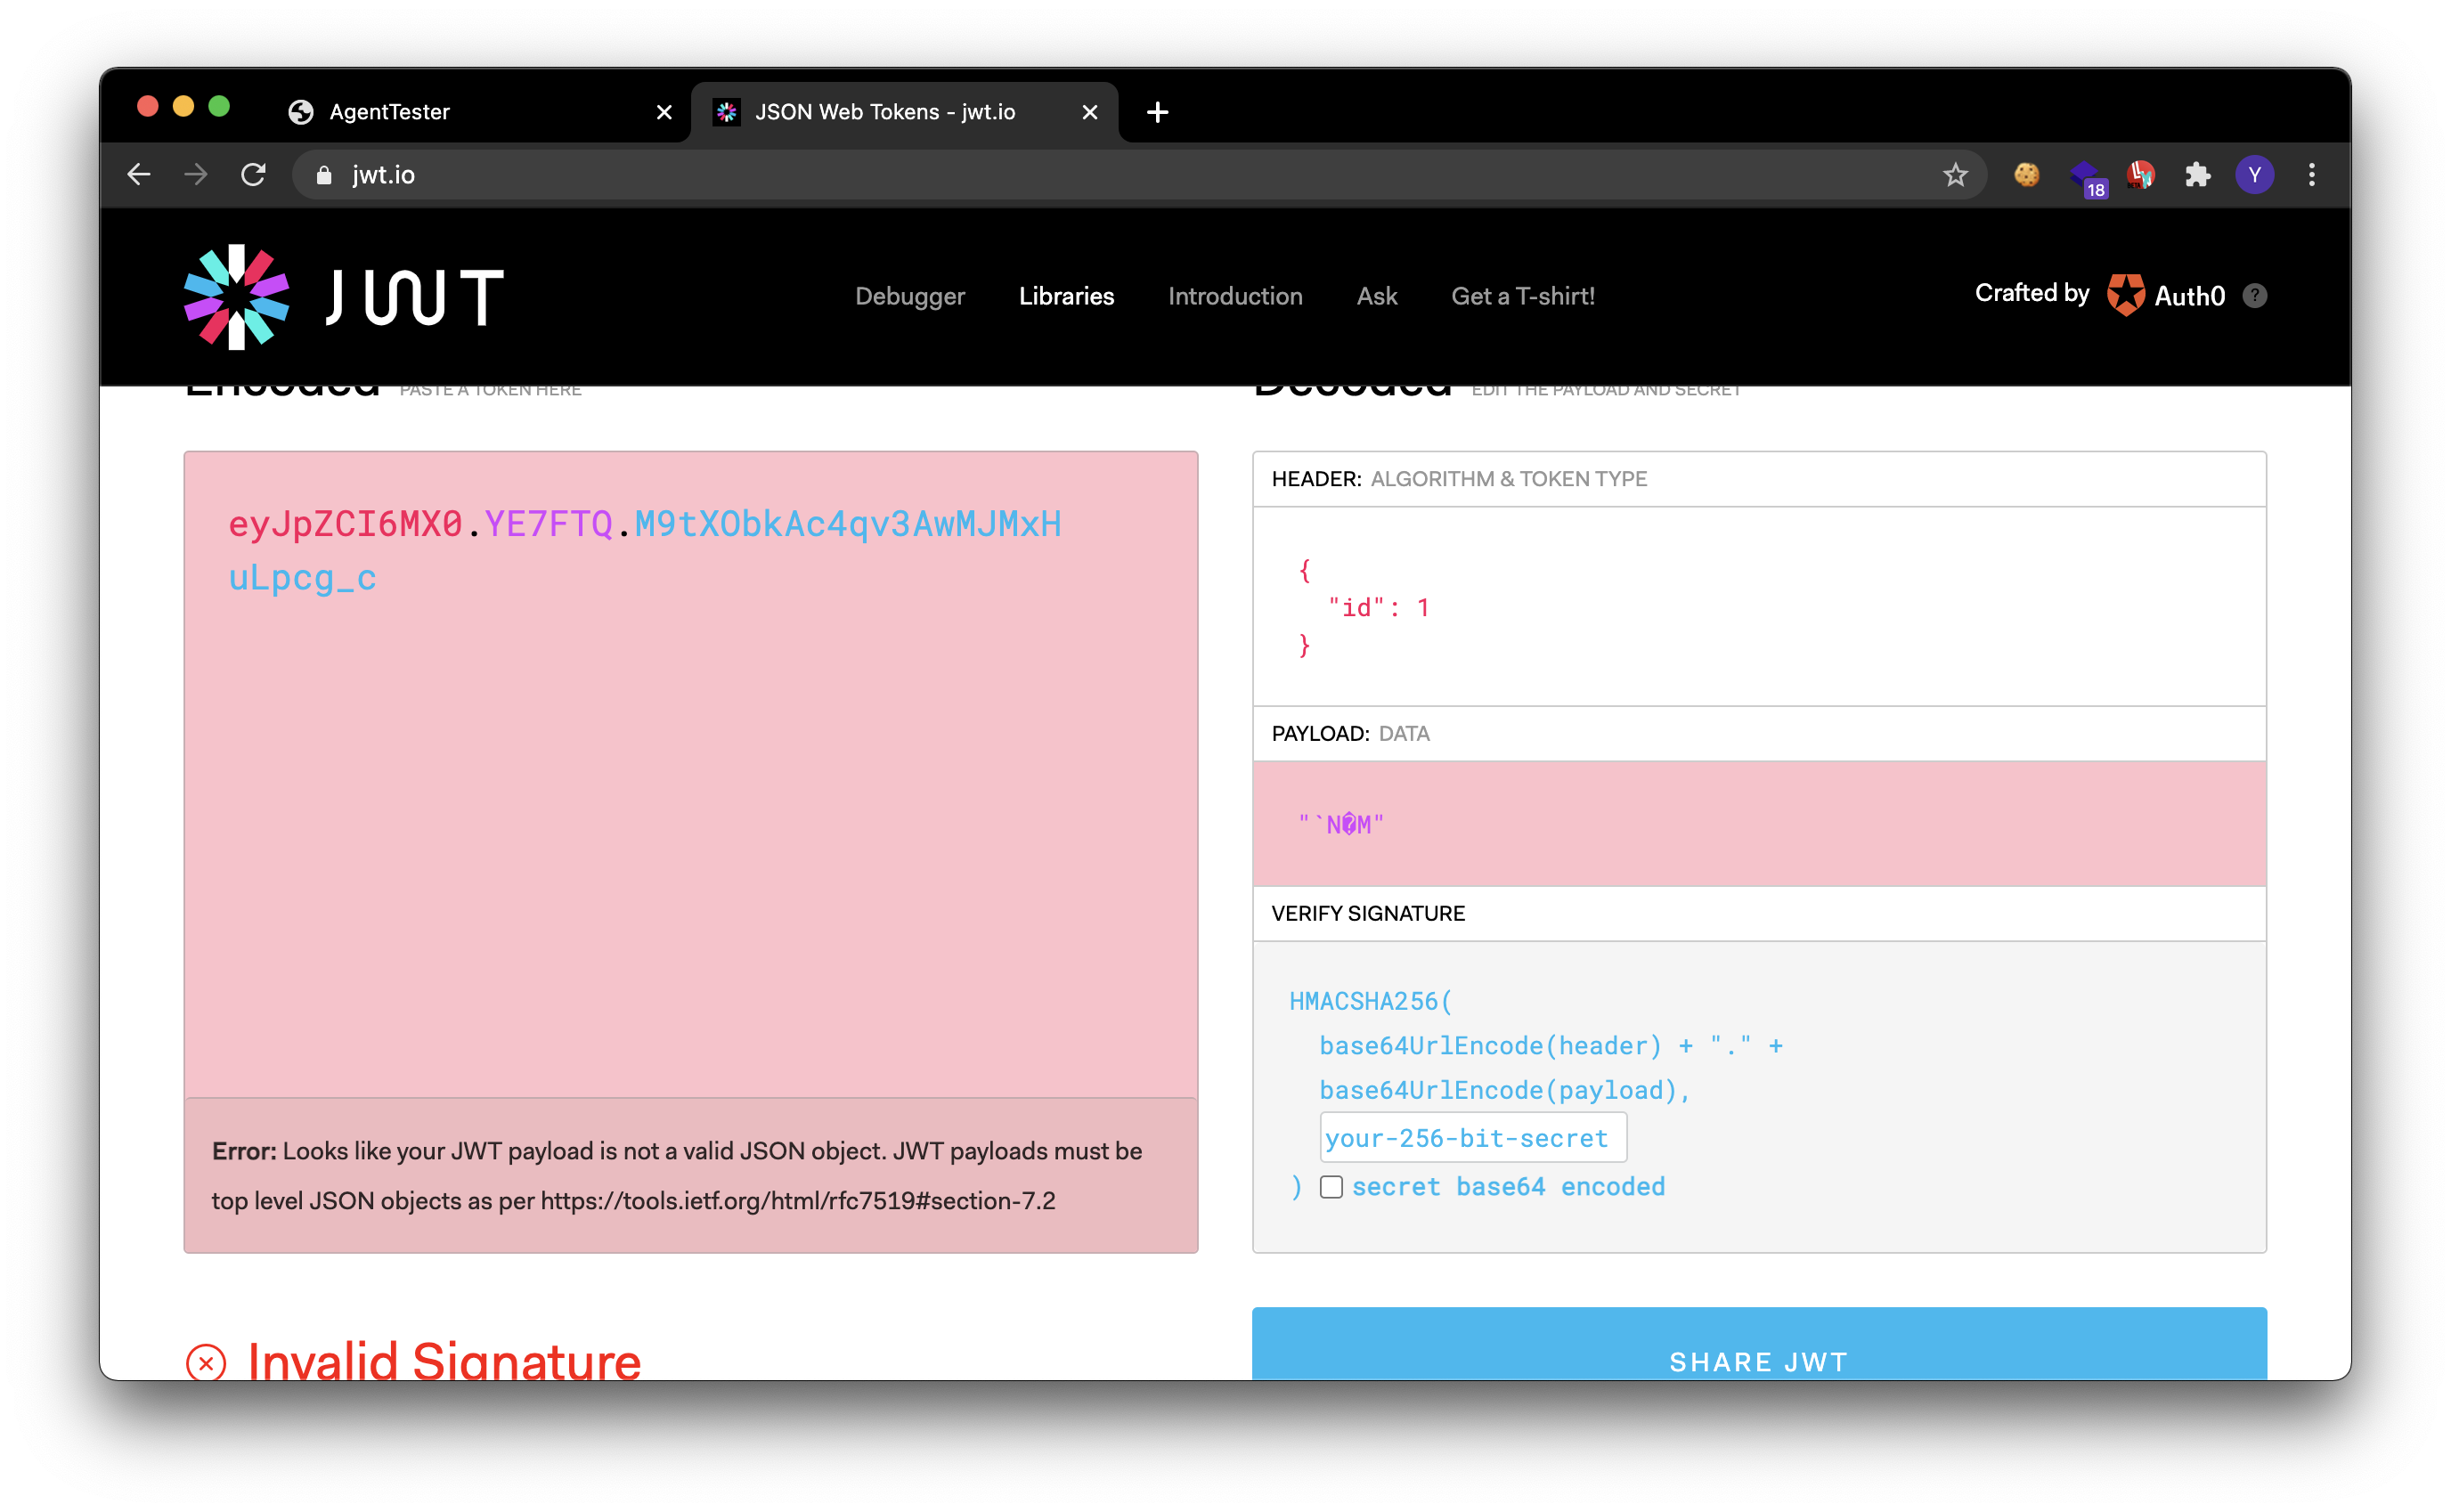 AgentTester
JSON Web Tokens - jwt.io
jwt.io
18
Y
JWT
Debugger
Libraries
Introduction
Ask
Get a T-shirt!
Crafted by Auth0 ?
Encoded PASTE A TOKEN HERE
Decoded EDIT THE PAYLOAD AND SECRET
eyJpZCI6MX0.YE7FTQ.M9tXObkAc4qv3AwMJMxH
uLpcg_c
Error: Looks like your JWT payload is not a valid JSON object. JWT payloads must be
top level JSON objects as per https://tools.ietf.org/html/rfc7519#section-7.2
Invalid Signature
HEADER: ALGORITHM & TOKEN TYPE
{
"id": 1
}
PAYLOAD: DATA
"`N�M"
VERIFY SIGNATURE
HMACSHA256(
base64UrlEncode(header) + "." +
base64UrlEncode(payload),
your-256-bit-secret
) secret base64 encoded
SHARE JWT